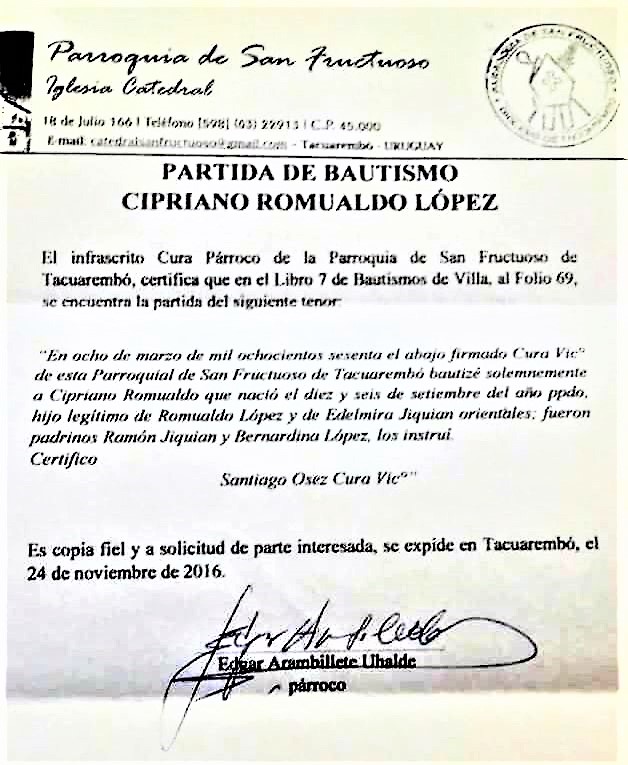 Parroquia de San Fructuoso
Iglesia Catedral
18 de Julio 166 | Teléfono [598] (63) 22913 | C.P. 45.000
E-mail: catedralsanfructuoso@gmail.com - Tacuarembó - URUGUAY
PARTIDA DE BAUTISMO
CIPRIANO ROMUALDO LÓPEZ
El infrascrito Cura Párroco de la Parroquia de San Fructuoso de
Tacuarembó, certifica que en el Libro 7 de Bautismos de Villa, al Folio 69,
se encuentra la partida del siguiente tenor:
"En ocho de marzo de mil ochocientos sesenta el abajo firmado Cura Vicº
de esta Parroquial de San Fructuoso de Tacuarembó bautizé solemnemente
a Cipriano Romualdo que nació el diez y seis de setiembre del año ppdo,
hijo legítimo de Romualdo López y de Edelmira Jiquian orientales; fueron
padrinos Ramón Jiquian y Bernardina López, los instruí.
Certifico
Santiago Osez Cura Vicº"
Es copia fiel y a solicitud de parte interesada, se expide en Tacuarembó, el
24 de noviembre de 2016.
Edgar Arambillete Uhalde
párroco